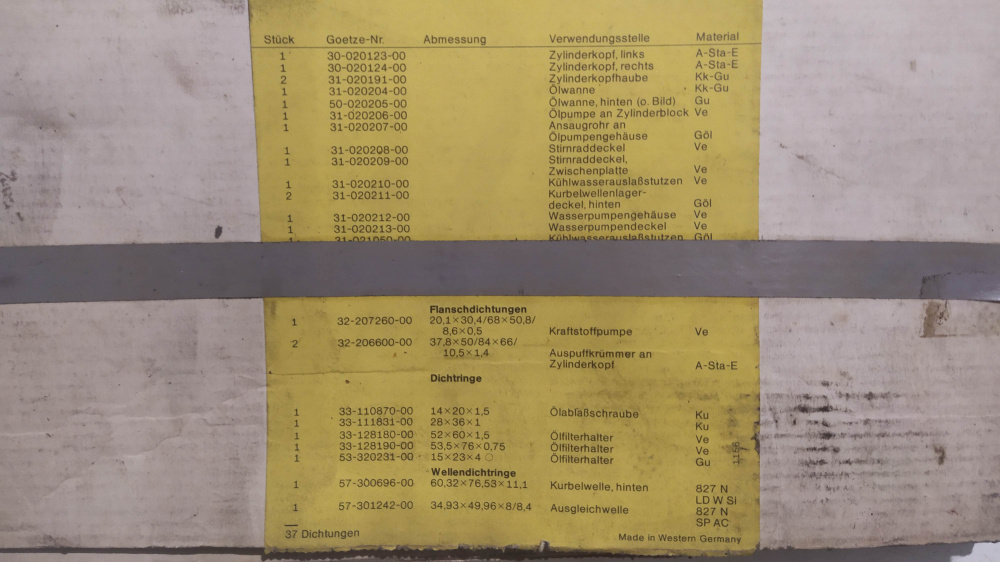 Stück Goetze-Nr. Abmessung Verwendungsstelle Material
1 30-020123-00 Zylinderkopf, links A-Sta-E
1 30-020124-00 Zylinderkopf, rechts A-Sta-E
2 31-020191-00 Zylinderkopfhaube Kk-Gu
1 31-020204-00 Ölwanne Kk-Gu
1 50-020205-00 Ölwanne, hinten (o. Bild) Gu
1 31-020206-00 Ölpumpe an Zylinderblock Ve
1 31-020207-00 Ansaugrohr an
Ölpumpengehäuse Göl
1 31-020208-00 Stirnraddeckel Ve
1 31-020209-00 Stirnraddeckel,
Zwischenplatte Ve
1 31-020210-00 Kühlwasserauslaßstutzen Ve
2 31-020211-00 Kurbelwellenlager-
deckel, hinten Göl
1 31-020212-00 Wasserpumpengehäuse Ve
1 31-020213-00 Wasserpumpendeckel Ve
1 31-021050-00 Kühlwasserauslaßstutzen Göl
Flanschdichtungen
1 32-207260-00 20,1×30,4/68×50,8/
8,6×0,5 Kraftstoffpumpe Ve
2 32-206600-00 37,8×50/84×66/
10,5×1,4 Auspuffkrümmer an
Zylinderkopf A-Sta-E
Dichtringe
1 33-110870-00 14×20×1,5 Ölablaßschraube Ku
1 33-111831-00 28×36×1 Ku
1 33-128180-00 52×60×1,5 Ölfilterhalter Ve
1 33-128190-00 53,5×76×0,75 Ölfilterhalter Ve
1 53-320231-00 15×23×4 Ölfilterhalter Gu
Wellendichtringe
1 57-300696-00 60,32×76,53×11,1 Kurbelwelle, hinten 827 N
LD W SI
1 57-301242-00 34,93×49,96×8/8,4 Ausgleichwelle 827 N
SP AC
37 Dichtungen Made in Western Germany